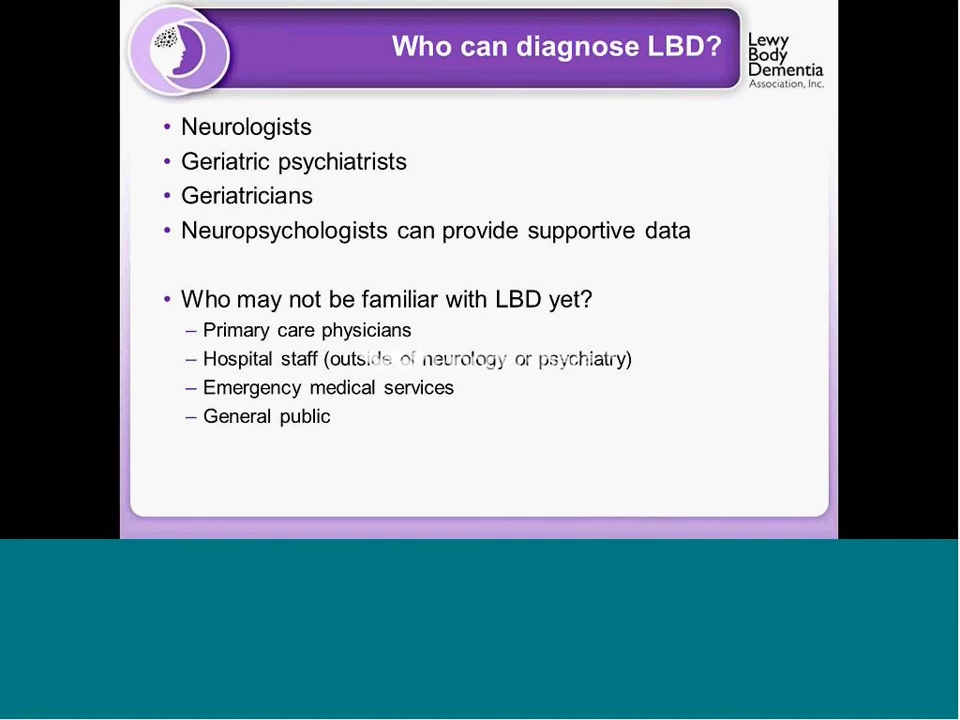 Who can diagnose LBD?
Lewy
Body
Dementia
Association, Inc.
• Neurologists
• Geriatric psychiatrists
• Geriatricians
• Neuropsychologists can provide supportive data
• Who may not be familiar with LBD yet?
– Primary care physicians
– Hospital staff (outside of neurology or psychiatry)
– Emergency medical services
– General public